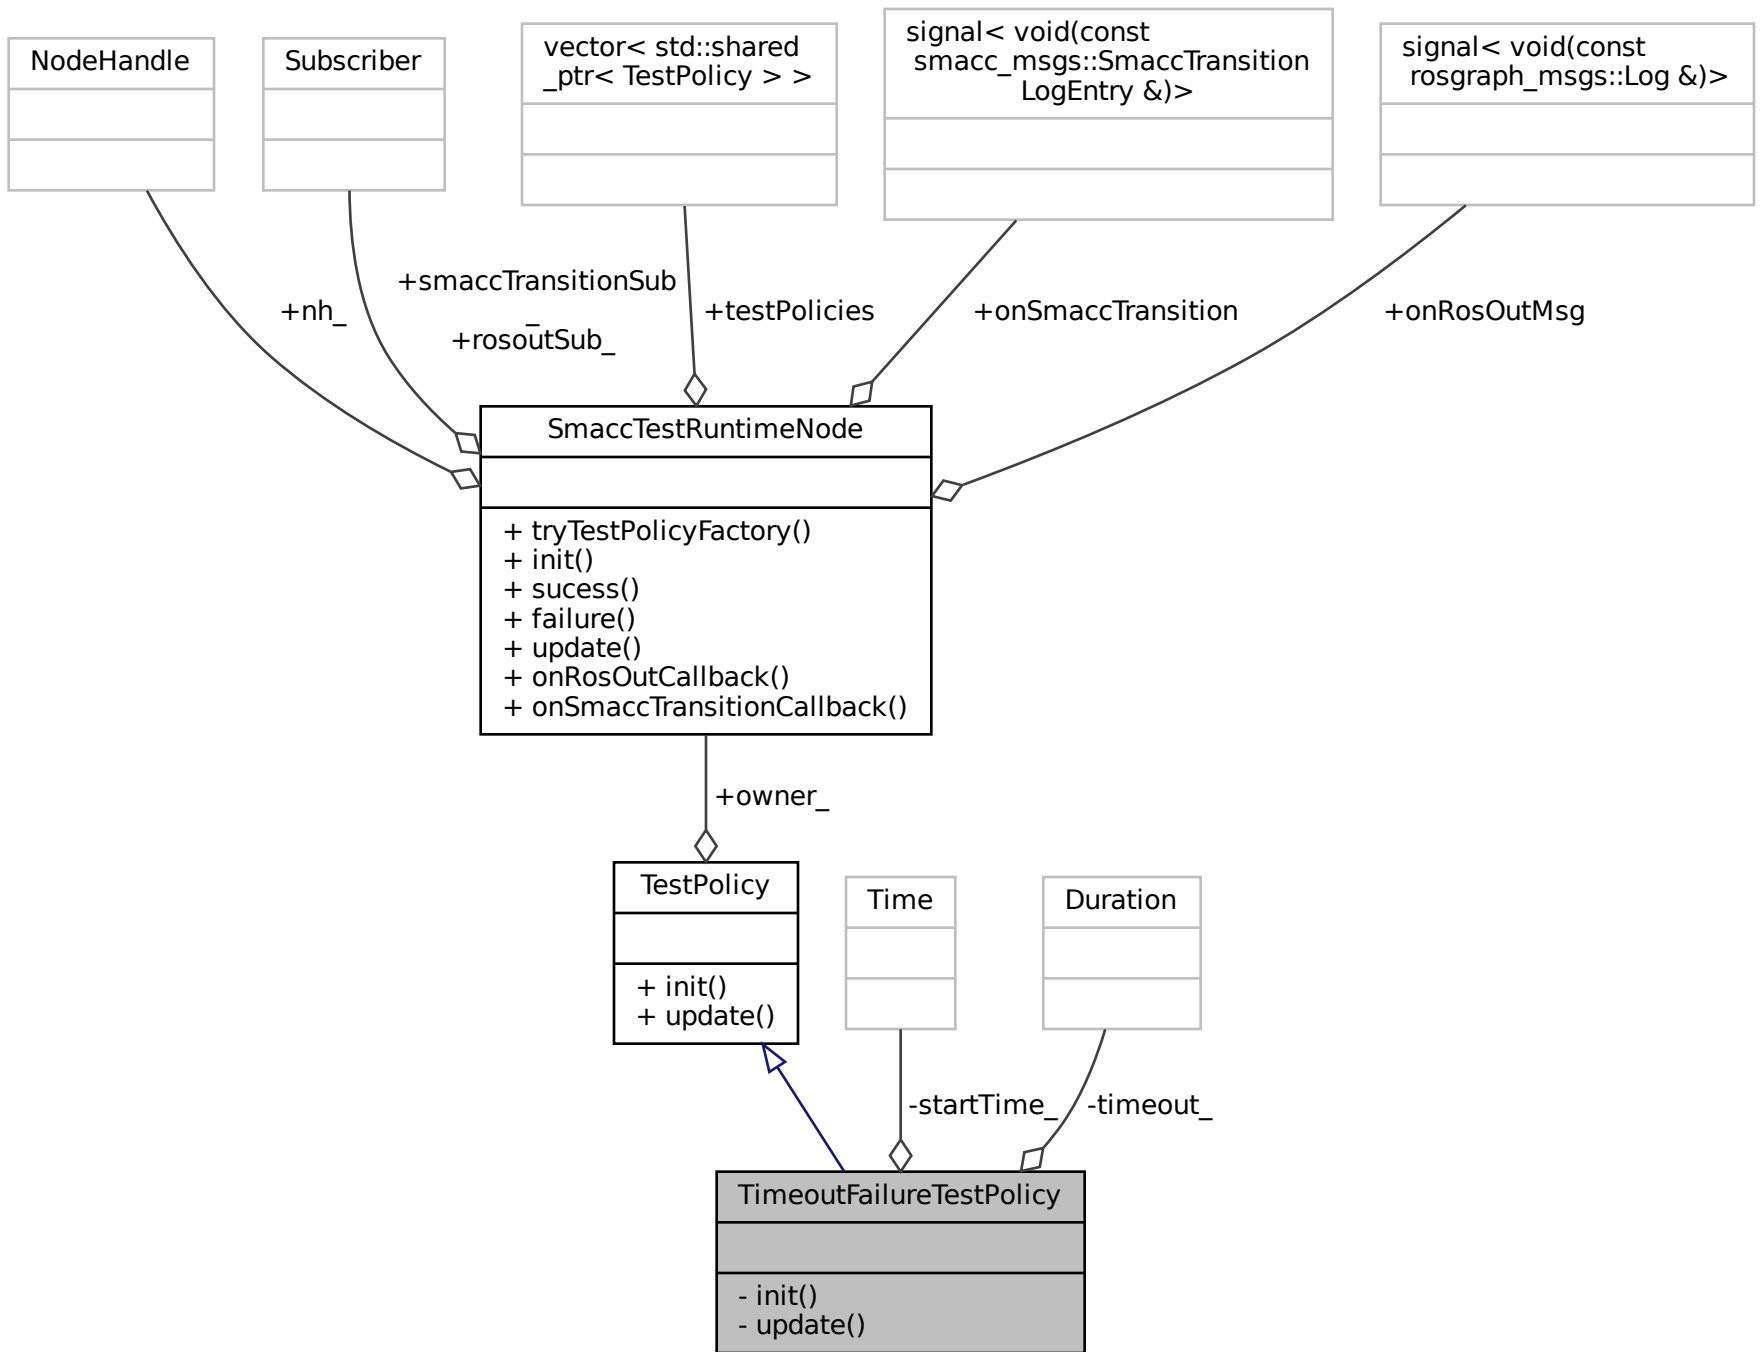 NodeHandle
Subscriber
vector< std::shared
_ptr< TestPolicy > >
signal< void(const
smacc_msgs::SmaccTransition
LogEntry &)>
signal< void(const
rosgraph_msgs::Log &)>
+nh_
+smaccTransitionSub
_
+rosoutSub_
+testPolicies
+onSmaccTransition
+onRosOutMsg
SmaccTestRuntimeNode
+ tryTestPolicyFactory()
+ init()
+ sucess()
+ failure()
+ update()
+ onRosOutCallback()
+ onSmaccTransitionCallback()
+owner_
TestPolicy
+ init()
+ update()
Time
Duration
-startTime_
-timeout_
TimeoutFailureTestPolicy
- init()
- update()